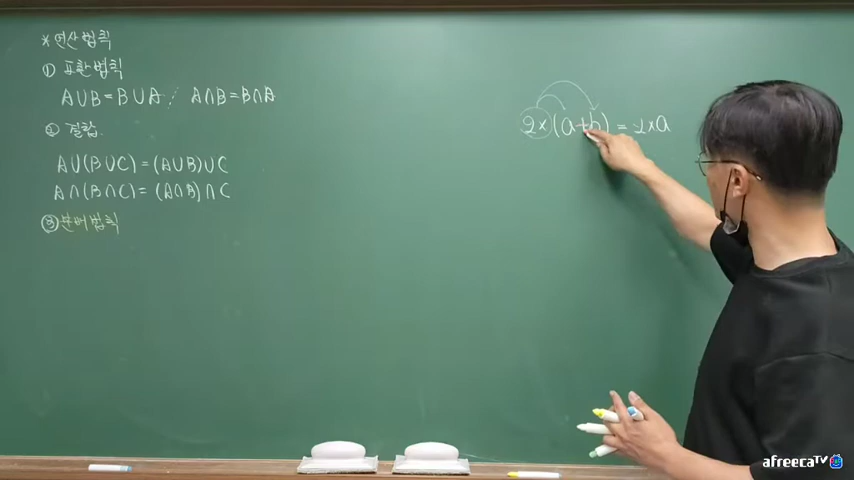 *연산법칙
① 교환법칙
A∪B=B∪A / A∩B=B∩A
② 결합.
A∪(B∪C)=(A∪B)∪C
A∩(B∩C)=(A∩B)∩C
③ 분배법칙
2×(a+b)=2×a
afreecaTV